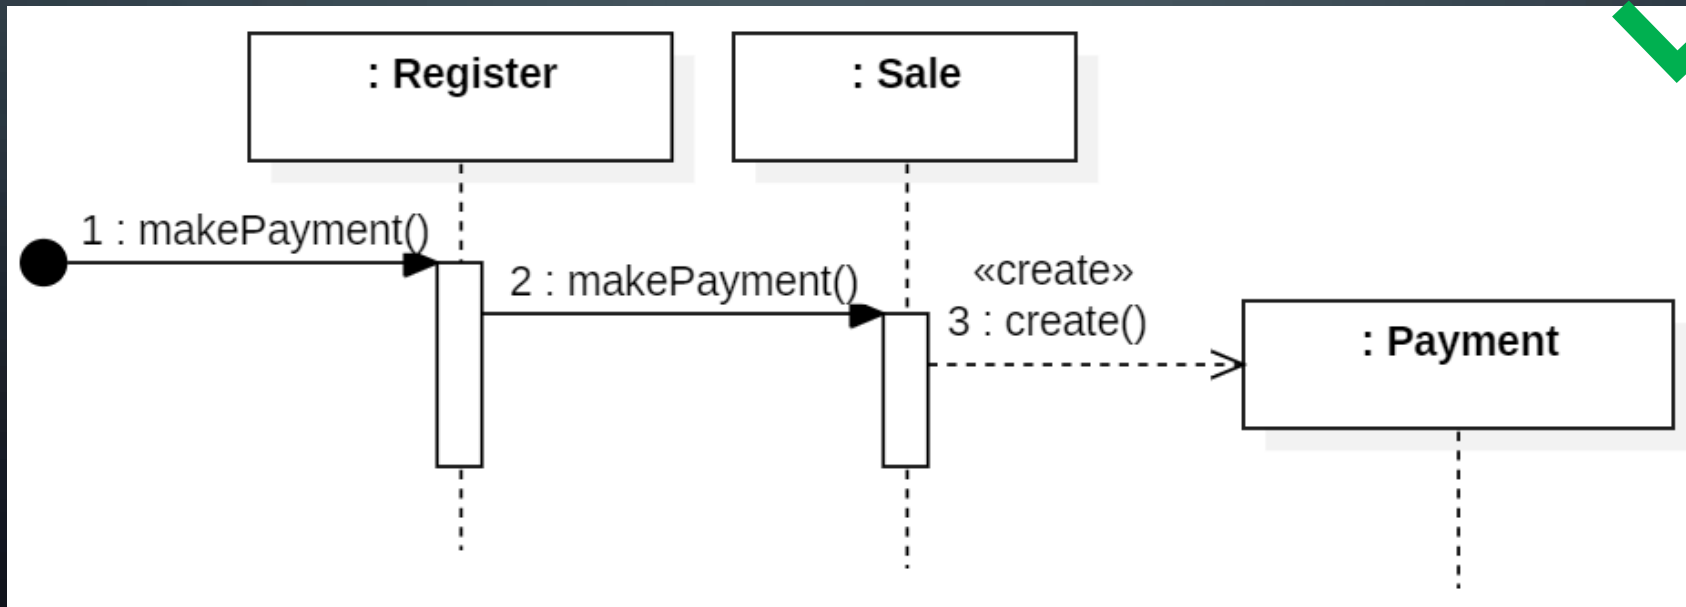 : Register
: Sale
1 : makePayment()
2 : makePayment()
«create»
3 : create()
: Payment